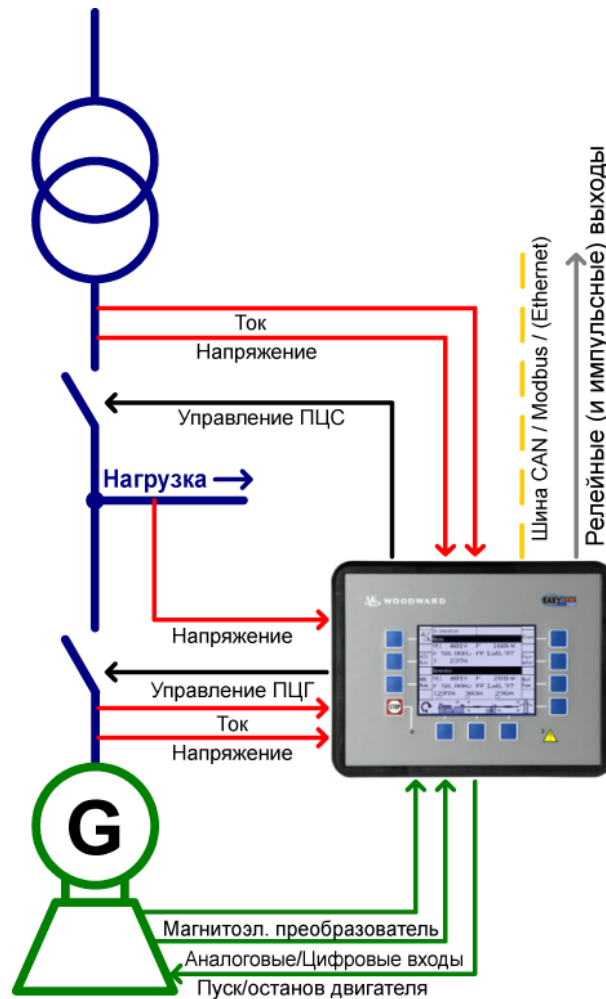 Ток
Напряжение
Управление ПЦС
Нагрузка
Шина CAN / Modbus / (Ethernet)
Релейные (и импульсные) выходы
WOODWARD
EASYGEN
Напряжение
Управление ПЦГ
Ток
Напряжение
STOP
G
Магнитоэл. преобразователь
Аналоговые/Цифровые входы
Пуск/останов двигателя